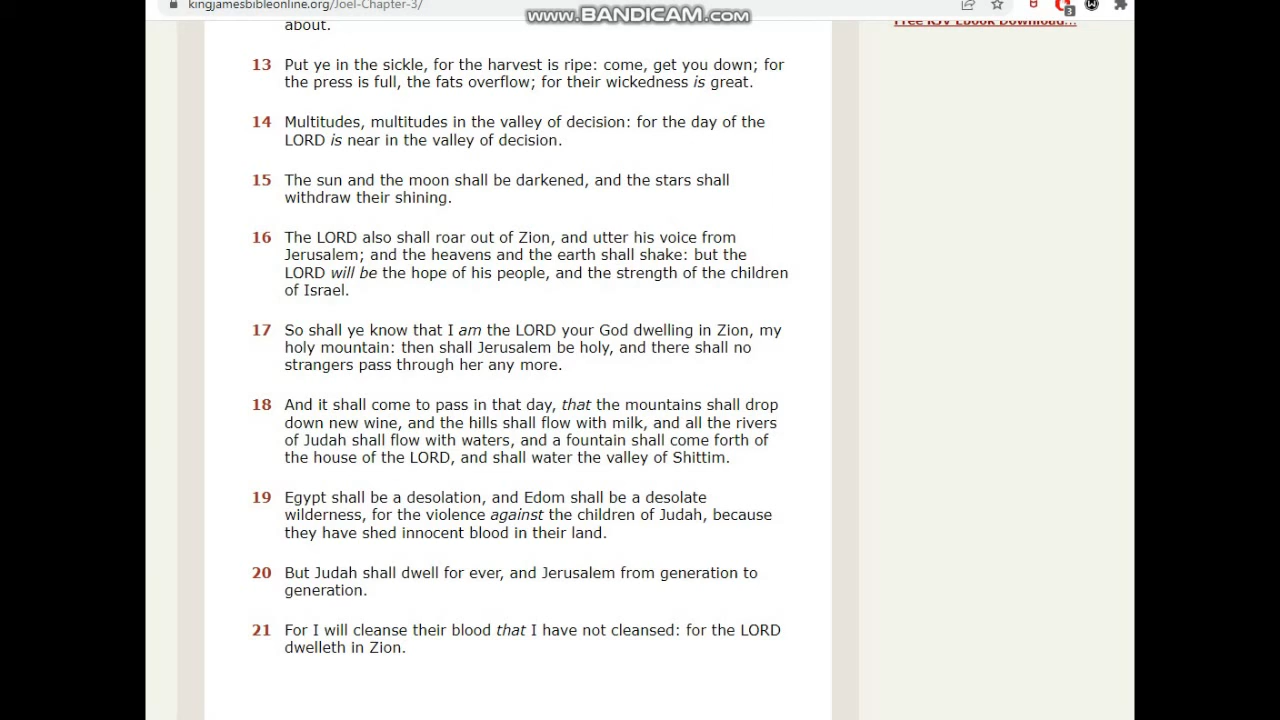 kingjamesbibleonline.org/Joel-Chapter-3/
www.BANDICAM.com
3
Free KJV Ebook Download...
about.
13 Put ye in the sickle, for the harvest is ripe: come, get you down; for
the press is full, the fats overflow; for their wickedness is great.
14 Multitudes, multitudes in the valley of decision: for the day of the
LORD is near in the valley of decision.
15 The sun and the moon shall be darkened, and the stars shall
withdraw their shining.
16 The LORD also shall roar out of Zion, and utter his voice from
Jerusalem; and the heavens and the earth shall shake: but the
LORD will be the hope of his people, and the strength of the children
of Israel.
17 So shall ye know that I am the LORD your God dwelling in Zion, my
holy mountain: then shall Jerusalem be holy, and there shall no
strangers pass through her any more.
18 And it shall come to pass in that day, that the mountains shall drop
down new wine, and the hills shall flow with milk, and all the rivers
of Judah shall flow with waters, and a fountain shall come forth of
the house of the LORD, and shall water the valley of Shittim.
19 Egypt shall be a desolation, and Edom shall be a desolate
wilderness, for the violence against the children of Judah, because
they have shed innocent blood in their land.
20 But Judah shall dwell for ever, and Jerusalem from generation to
generation.
21 For I will cleanse their blood that I have not cleansed: for the LORD
dwelleth in Zion.